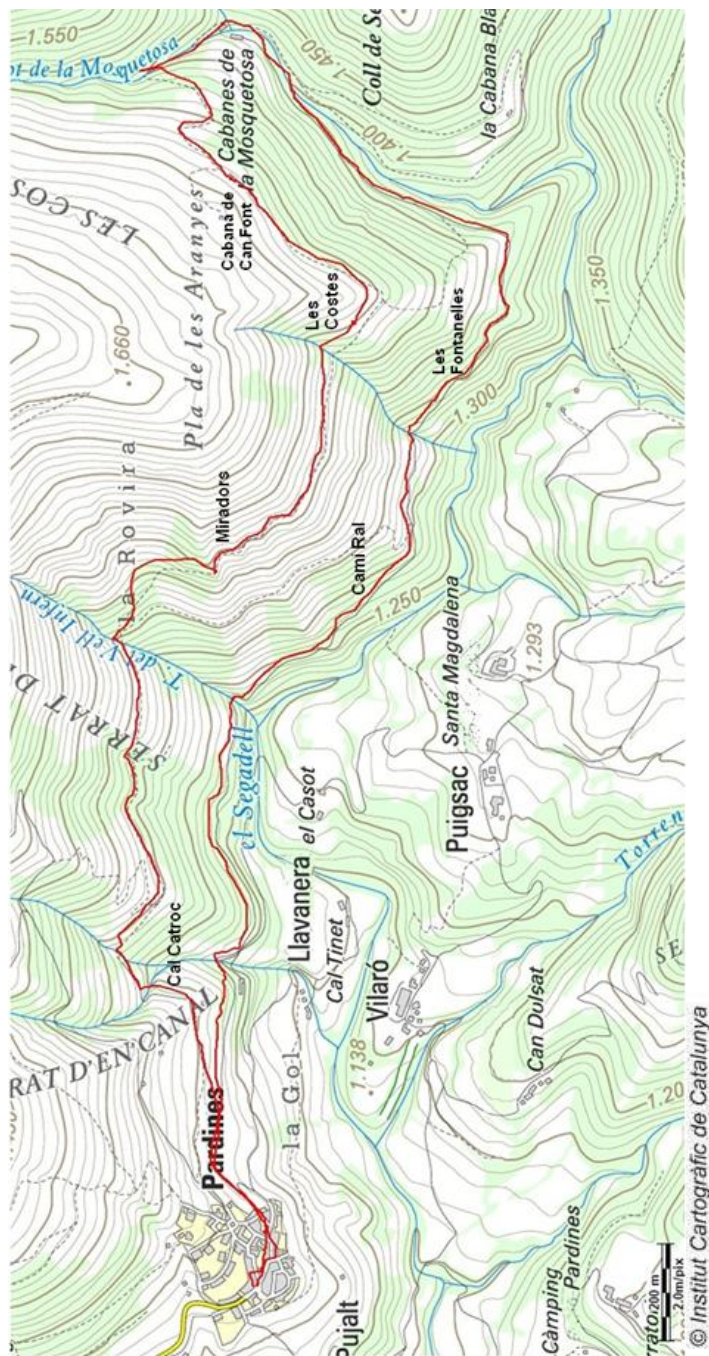 1.550
ot de la Mosquetosa
1.450
Coll de Se
la Cabana Bla
1.400
Cabanes de
la Mosquetosa
LES COS
Pla de les Aranyes
Cabana de
Can Font
Les
Costes
1.350
1.660
Les
Fontanelles
1.300
la Rovira
Miradors
Camí Ral
T. del Vell Infern
1.250
SERRAT D
Santa Magdalena
1.293
el Segadell
el Casot
Puigsac
Torren
Cal Catroc
Llavanera
Cal Tinet
Vilaró
SE
RAT D'EN CANAL
la Gol
1.138
Can Dulsat
Pardines
1.20
Pujalt
Càmping
Pardines
rrato
200 m
2.0m/pix
© Institut Cartogràfic de Catalunya